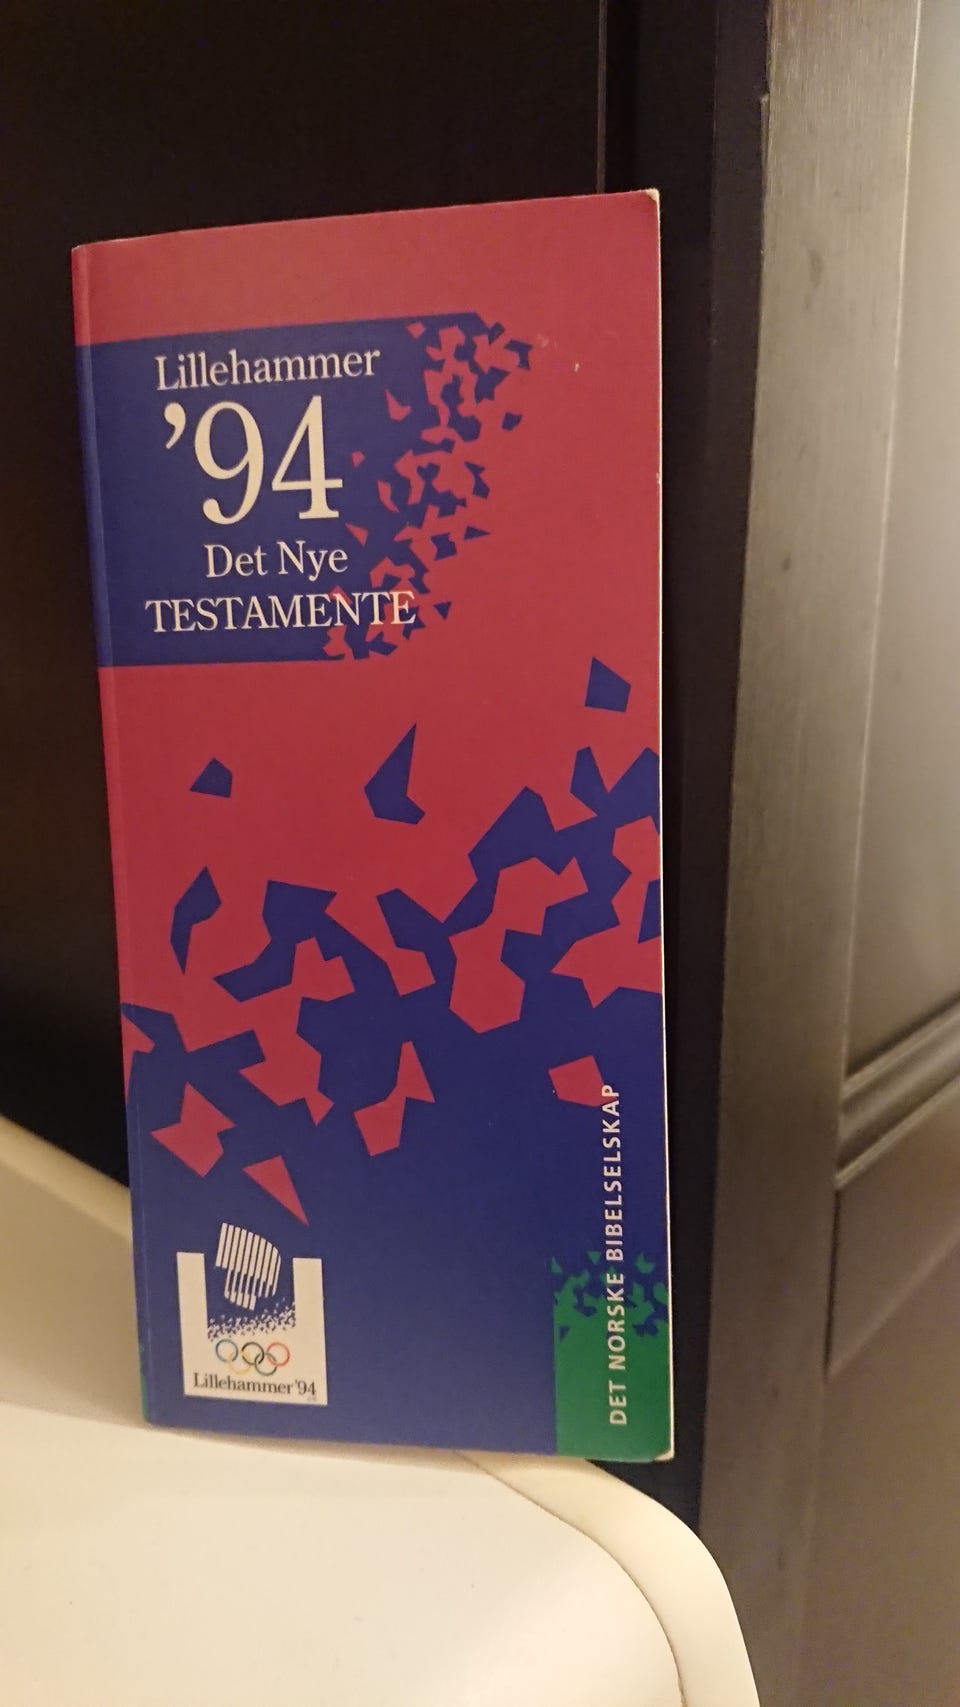 Lillehammer
’94
Det Nye
TESTAMENTE
DET NORSKE BIBELSELSKAP
Lillehammer’94